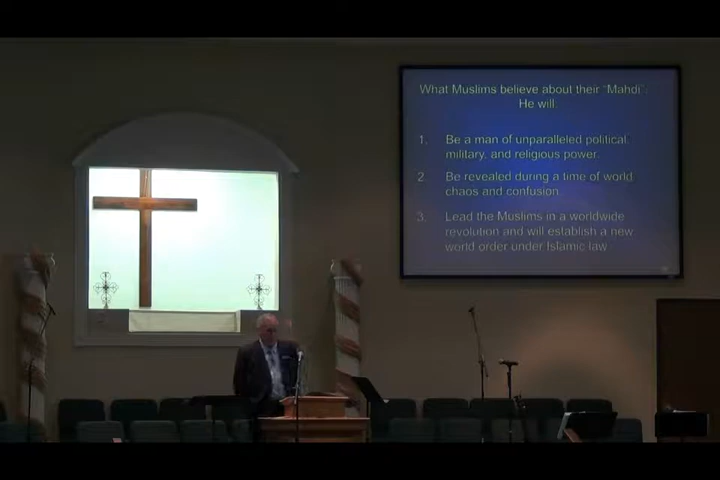 What Muslims believe about their "Mahdi".
He will:
1. Be a man of unparalleled political,
military, and religious power.
2. Be revealed during a time of world
chaos and confusion.
3. Lead the Muslims in a worldwide
revolution and will establish a new
world order under Islamic law